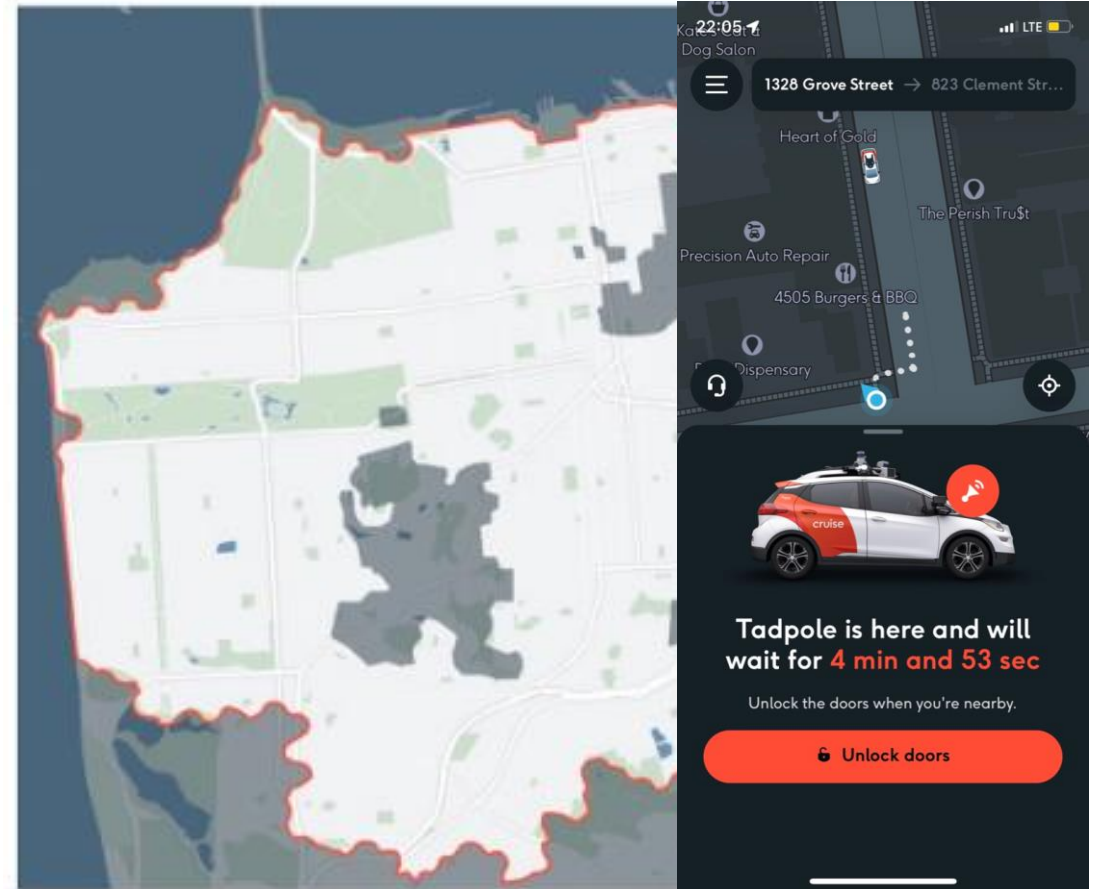 22:05
LTE
Kate's Cat &
Dog Salon
1328 Grove Street → 823 Clement Str...
Heart of Gold
The Perish Tru$t
Precision Auto Repair
4505 Burgers & BBQ
Dispensary
cruise
Tadpole is here and will
wait for 4 min and 53 sec
Unlock the doors when you're nearby.
Unlock doors